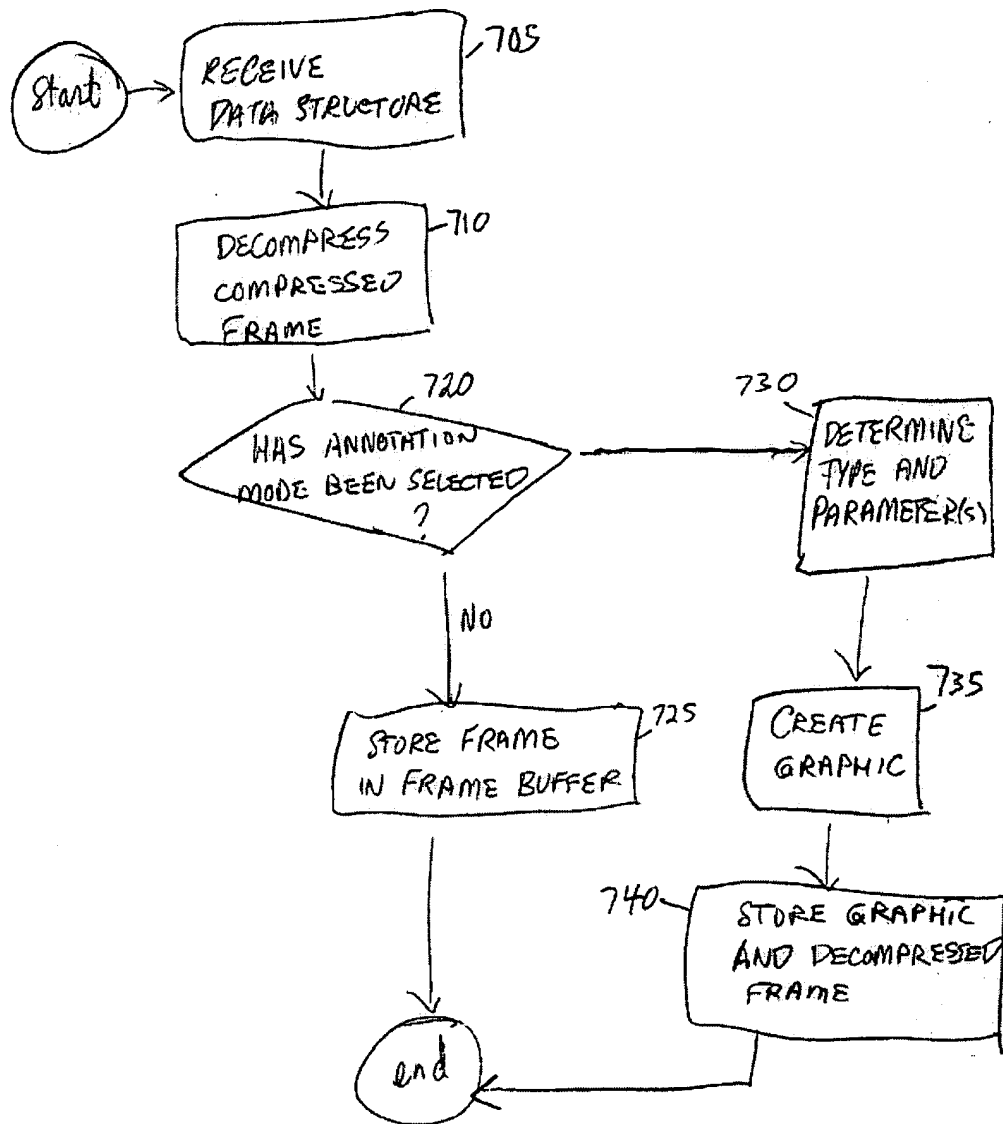 Start
RECEIVE
DATA STRUCTURE
705
DECOMPRESS
COMPRESSED
FRAME
710
720
HAS ANNOTATION
MODE BEEN SELECTED
?
NO
STORE FRAME
IN FRAME BUFFER
725
730
DETERMINE
TYPE AND
PARAMETER(s)
735
CREATE
GRAPHIC
740
STORE GRAPHIC
AND DECOMPRESSED
FRAME
end